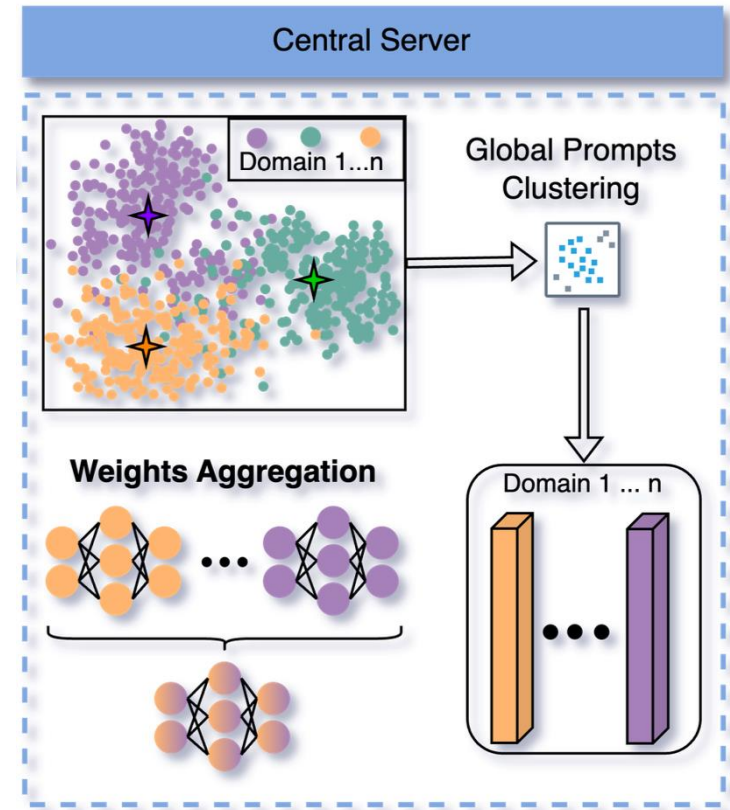 Central Server
Domain 1...n
Global Prompts
Clustering
Weights Aggregation
Domain 1 ... n